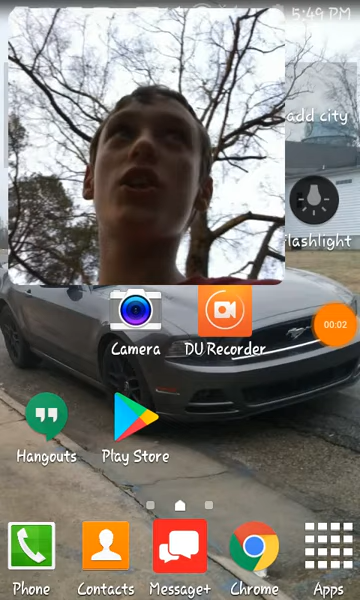 5:49 PM
add city
flashlight
00:02
Camera
DU Recorder
Hangouts
Play Store
Phone
Contacts
Message+
Chrome
Apps